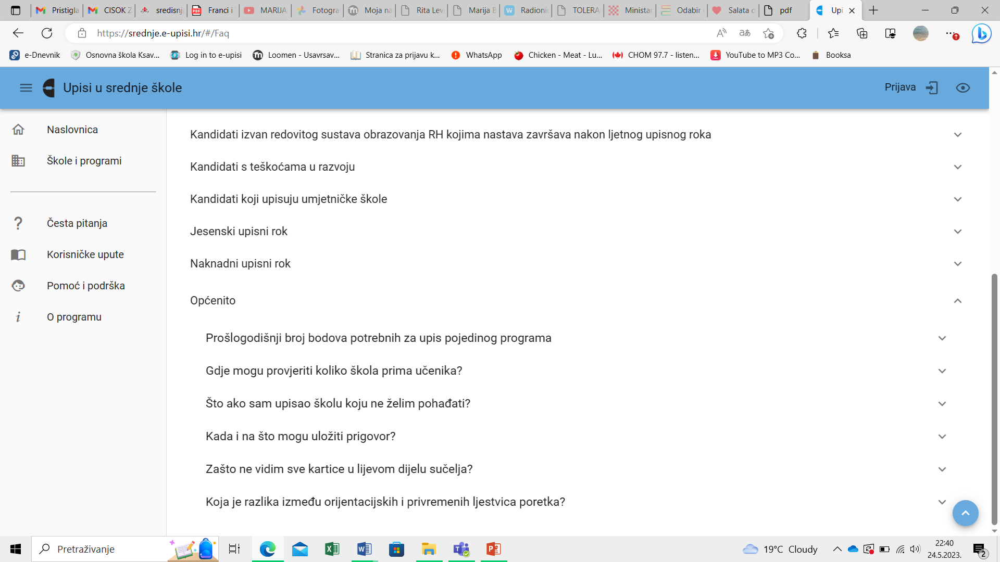 Pristigla
CISOK Z
sredisnja
Franci i
MARIJA
Fotogra
Moja na
Rita Lev
Marija B
Radioni
TOLERA
Ministar
Odabir
Salata o
pdf
Upi
https://srednje.e-upisi.hr/#/Faq
e-Dnevnik
Osnovna škola Ksav...
Log in to e-upisi
Loomen - Usavrsav...
Stranica za prijavu k...
WhatsApp
Chicken - Meat - Lu...
CHOM 97.7 - listen...
YouTube to MP3 Co...
Booksa
Upisi u srednje škole
Prijava
Naslovnica
Škole i programi
Česta pitanja
Korisničke upute
Pomoć i podrška
O programu
Kandidati izvan redovitog sustava obrazovanja RH kojima nastava završava nakon ljetnog upisnog roka
Kandidati s teškoćama u razvoju
Kandidati koji upisuju umjetničke škole
Jesenski upisni rok
Naknadni upisni rok
Općenito
Prošlogodišnji broj bodova potrebnih za upis pojedinog programa
Gdje mogu provjeriti koliko škola prima učenika?
Što ako sam upisao školu koju ne želim pohađati?
Kada i na što mogu uložiti prigovor?
Zašto ne vidim sve kartice u lijevom dijelu sučelja?
Koja je razlika između orijentacijskih i privremenih ljestvica poretka?
Pretraživanje
19°C Cloudy
22:40
24.5.2023.
2